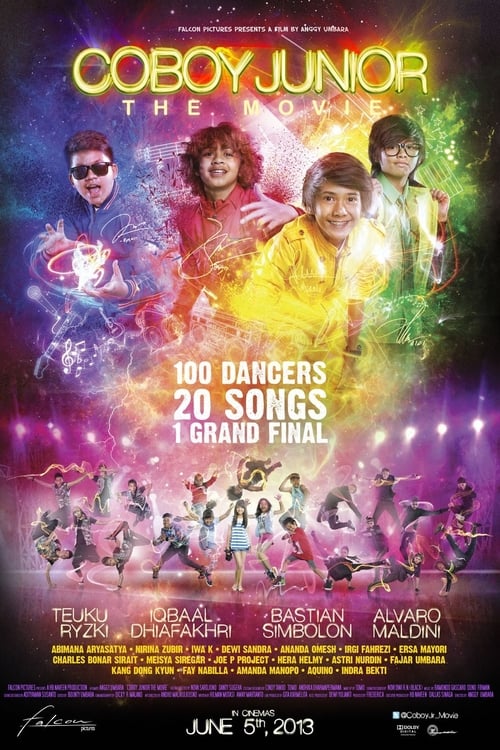 FALCON PICTURES PRESENTS A FILM BY ANGGY UMBARA
COBOY JUNIOR
THE MOVIE
100 DANCERS
20 SONGS
1 GRAND FINAL
TEUKU RYZKI
IQBAAL DHIAFAKHRI
BASTIAN SIMBOLON
ALVARO MALDINI
ABIMANA ARYASATYA • NIRINA ZUBIR • IWA K • DEWI SANDRA • ANANDA OMESH • IRGI FAHREZI • ERSA MAYORI
CHARLES BONAR SIRAIT • MEISYA SIREGAR • JOE P PROJECT • HERA HELMY • ASTRI NURDIN • FAJAR UMBARA
KANG DONG KYUN • FAY NABILLA • AMANDA MANOPO • AQUINO • INDRA BEKTI
Falcon
pictures
IN CINEMAS
JUNE 5th, 2013
@CoboyJr_Movie
DOLBY
DIGITAL